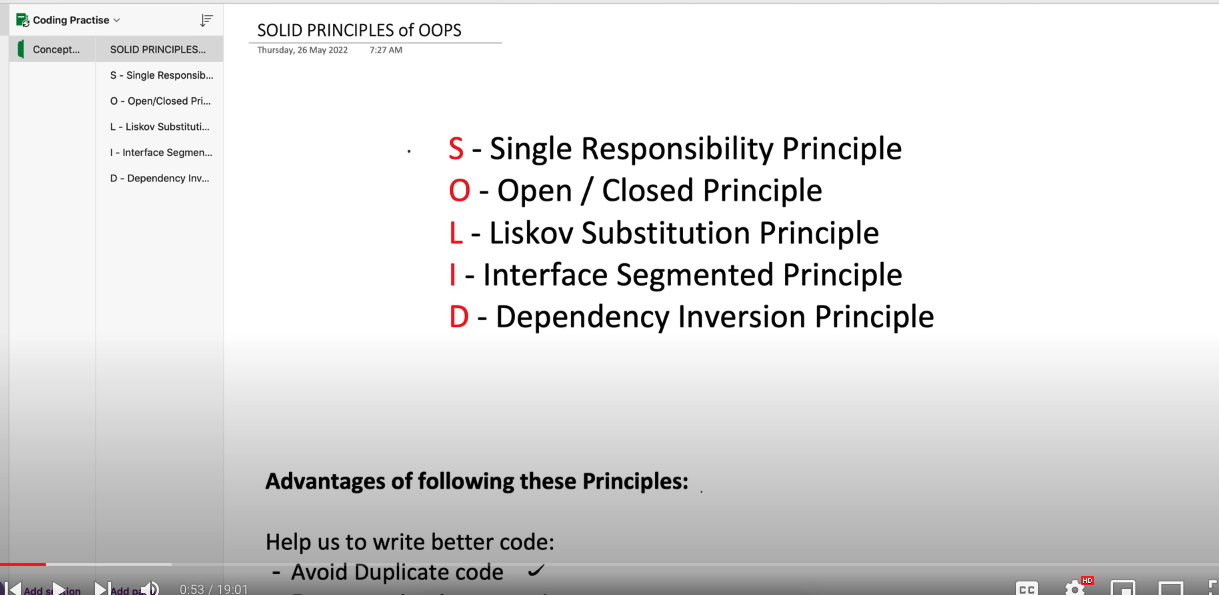 Coding Practise
Concept...
SOLID PRINCIPLES...
S - Single Responsib...
O - Open/Closed Pri...
L - Liskov Substituti...
I - Interface Segmen...
D - Dependency Inv...
SOLID PRINCIPLES of OOPS
Thursday, 26 May 2022 7:27 AM
S - Single Responsibility Principle
O - Open / Closed Principle
L - Liskov Substitution Principle
I - Interface Segmented Principle
D - Dependency Inversion Principle
Advantages of following these Principles:
Help us to write better code:
- Avoid Duplicate code
Add
Add
0:53 / 19:01
CC
HD